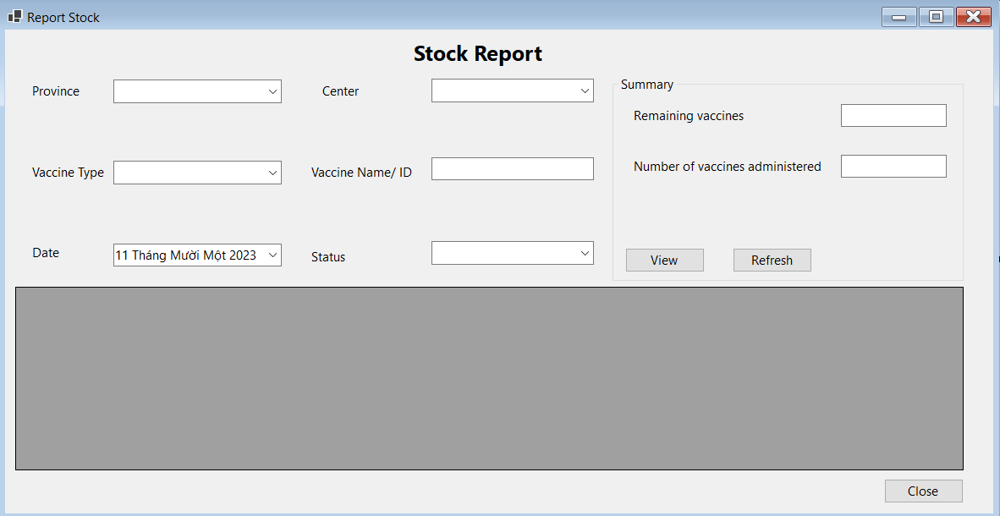 Report Stock
Stock Report
Province
Center
Summary
Remaining vaccines
Vaccine Type
Vaccine Name/ ID
Number of vaccines administered
Date
11 Tháng Mười Một 2023
Status
View
Refresh
Close